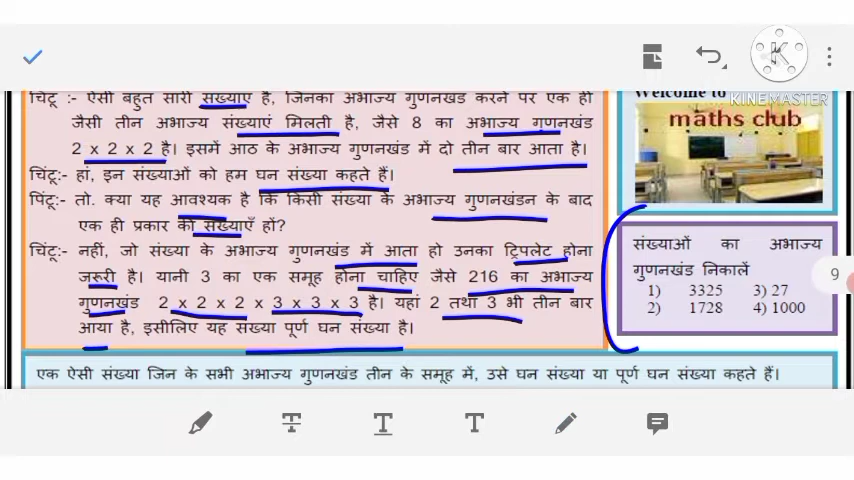 चिंटू :- ऐसी बहुत सारी संख्याएं है, जिनका अभाज्य गुणनखंड करने पर एक ही
जैसी तीन अभाज्य संख्याएं मिलती है, जैसे 8 का अभाज्य गुणनखंड
2 x 2 x 2 है। इसमें आठ के अभाज्य गुणनखंड में दो तीन बार आता है।
चिंटू:- हां, इन संख्याओं को हम घन संख्या कहते हैं।
पिंटू:- तो. क्या यह आवश्यक है कि किसी संख्या के अभाज्य गुणनखंडन के बाद
एक ही प्रकार की संख्याएँ हों?
चिंटू:- नहीं, जो संख्या के अभाज्य गुणनखंड में आता हो उनका ट्रिपलेट होना
जरूरी है। यानी 3 का एक समूह होना चाहिए जैसे 216 का अभाज्य
गुणनखंड 2 x 2 x 2 x 3 x 3 x 3 है। यहां 2 तथा 3 भी तीन बार
आया है, इसीलिए यह संख्या पूर्ण घन संख्या है।
Welcome to
KINEMASTER
maths club
संख्याओं का अभाज्य
गुणनखंड निकालें
1) 3325 3) 27
2) 1728 4) 1000
9
एक ऐसी संख्या जिन के सभी अभाज्य गुणनखंड तीन के समूह में, उसे घन संख्या या पूर्ण घन संख्या कहते हैं।
T T T